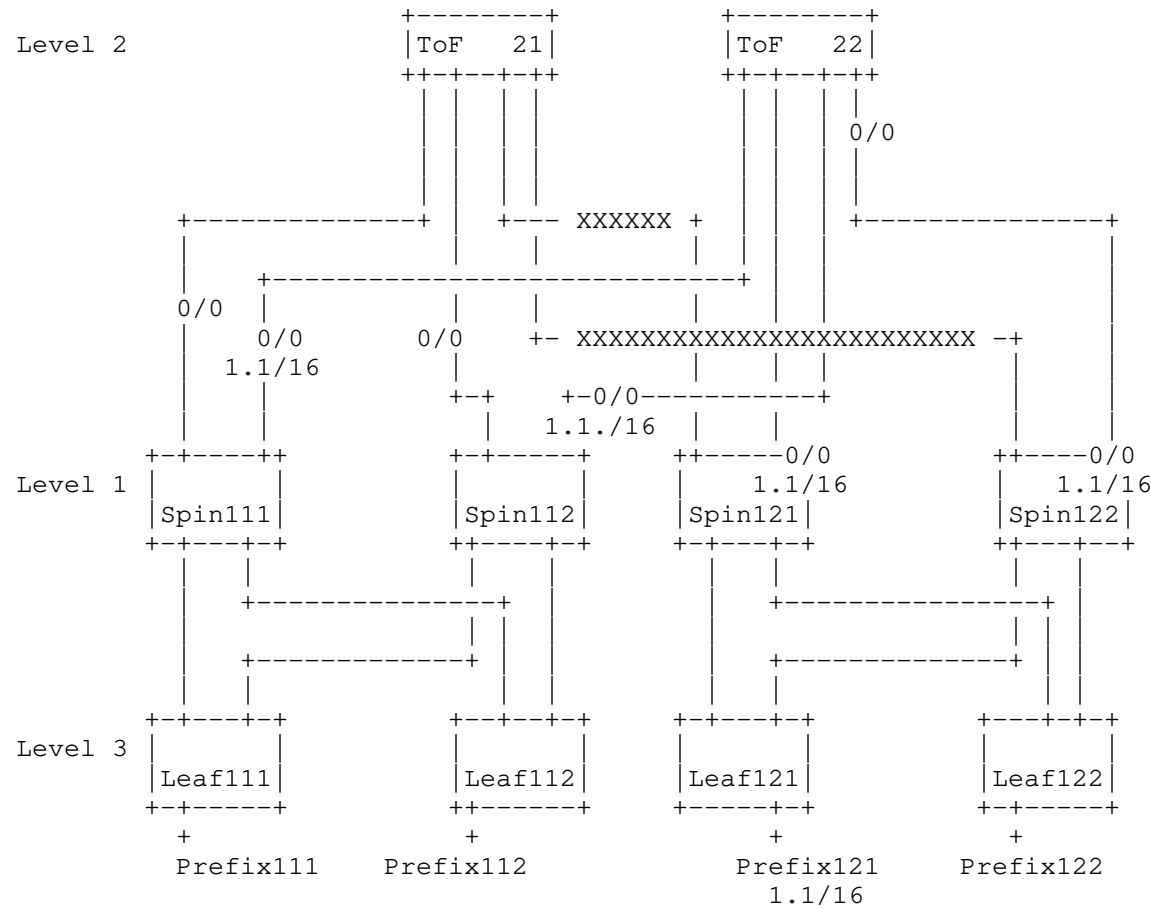 Level 2 ToF 21 ToF 22
0/0
XXXXXX
0/0
0/0 0/0 XXXXXXXXXXXXXXXXXXXXXXXXX
1.1/16
0/0
1.1./16
0/0 0/0
Level 1 1.1/16 1.1/16
Spin111 Spin112 Spin121 Spin122
Level 3
Leaf111 Leaf112 Leaf121 Leaf122
Prefix111 Prefix112 Prefix121 Prefix122
1.1/16